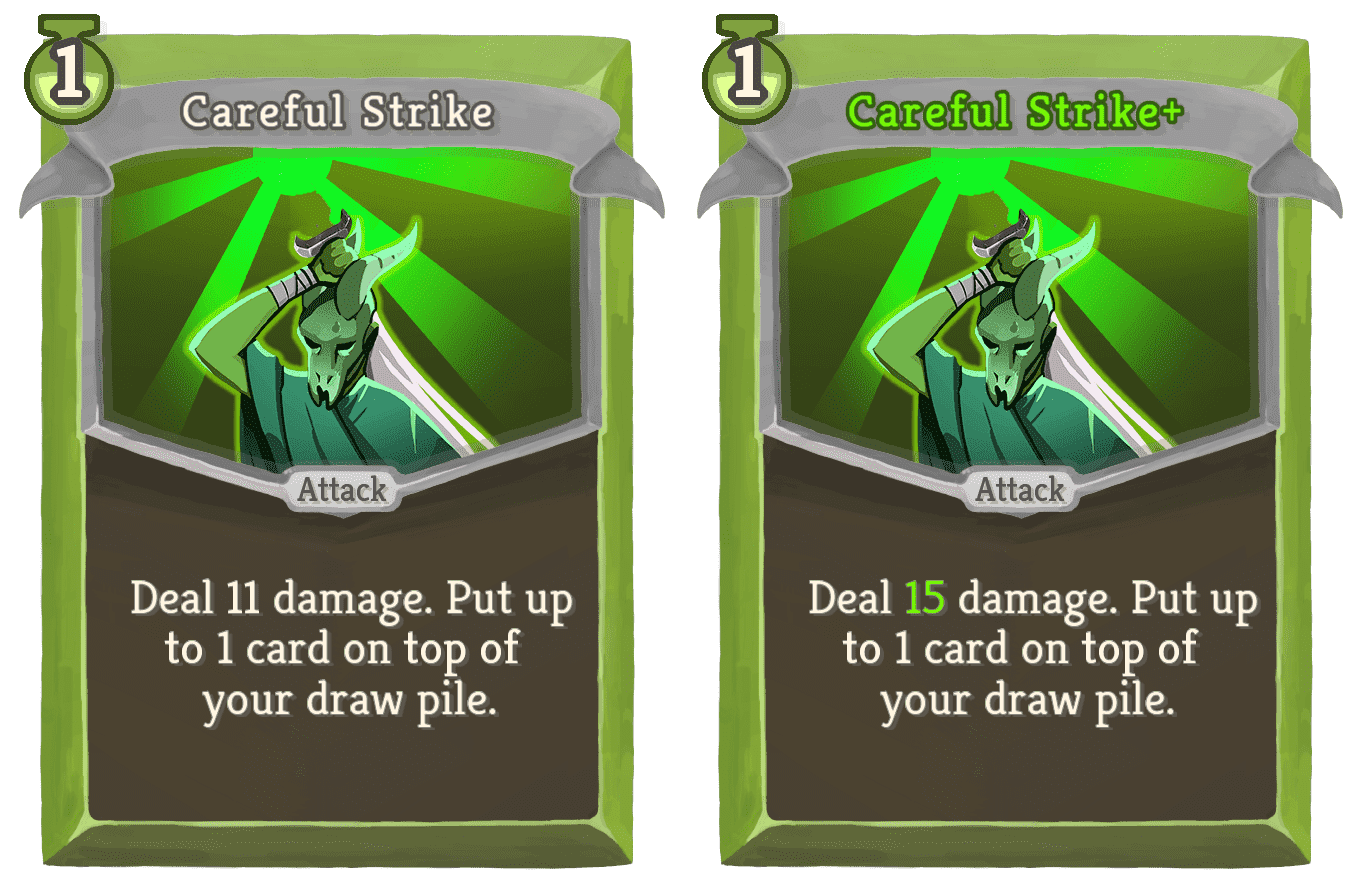 1
Careful Strike
Attack
Deal 11 damage. Put up
to 1 card on top of
your draw pile.
1
Careful Strike+
Attack
Deal 15 damage. Put up
to 1 card on top of
your draw pile.